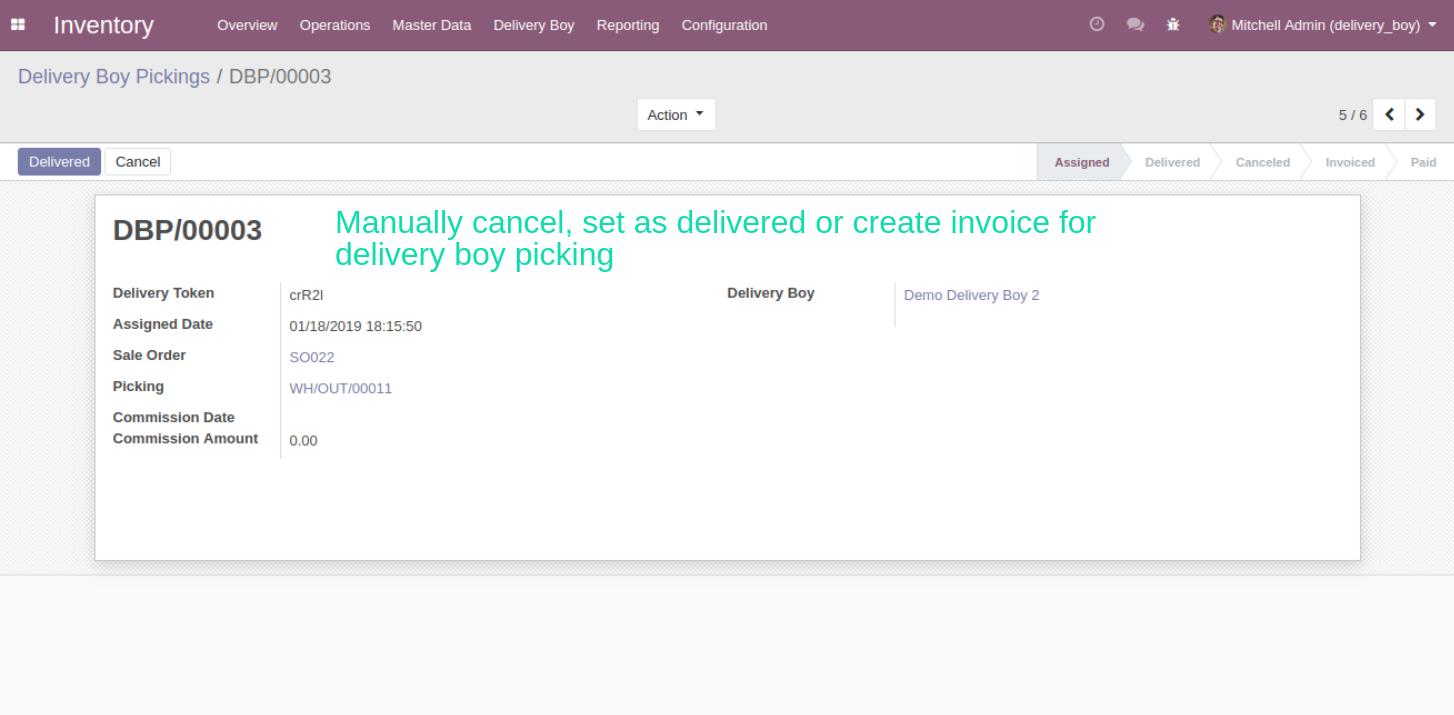 Inventory Overview Operations Master Data Delivery Boy Reporting Configuration Mitchell Admin (delivery_boy)
Delivery Boy Pickings / DBP/00003
Action 5 / 6
Delivered Cancel Assigned Delivered Canceled Invoiced Paid
DBP/00003
Manually cancel, set as delivered or create invoice for
delivery boy picking
Delivery Token crR2l Delivery Boy Demo Delivery Boy 2
Assigned Date 01/18/2019 18:15:50
Sale Order SO022
Picking WH/OUT/00011
Commission Date
Commission Amount 0.00